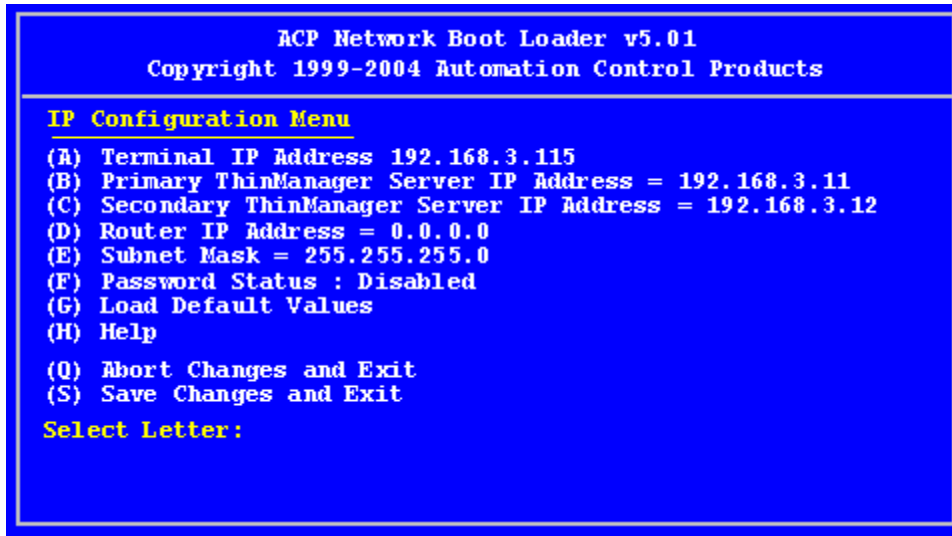 ACP Network Boot Loader v5.01
Copyright 1999-2004 Automation Control Products
IP Configuration Menu
(A) Terminal IP Address 192.168.3.115
(B) Primary ThinManager Server IP Address = 192.168.3.11
(C) Secondary ThinManager Server IP Address = 192.168.3.12
(D) Router IP Address = 0.0.0.0
(E) Subnet Mask = 255.255.255.0
(F) Password Status : Disabled
(G) Load Default Values
(H) Help
(Q) Abort Changes and Exit
(S) Save Changes and Exit
Select Letter: